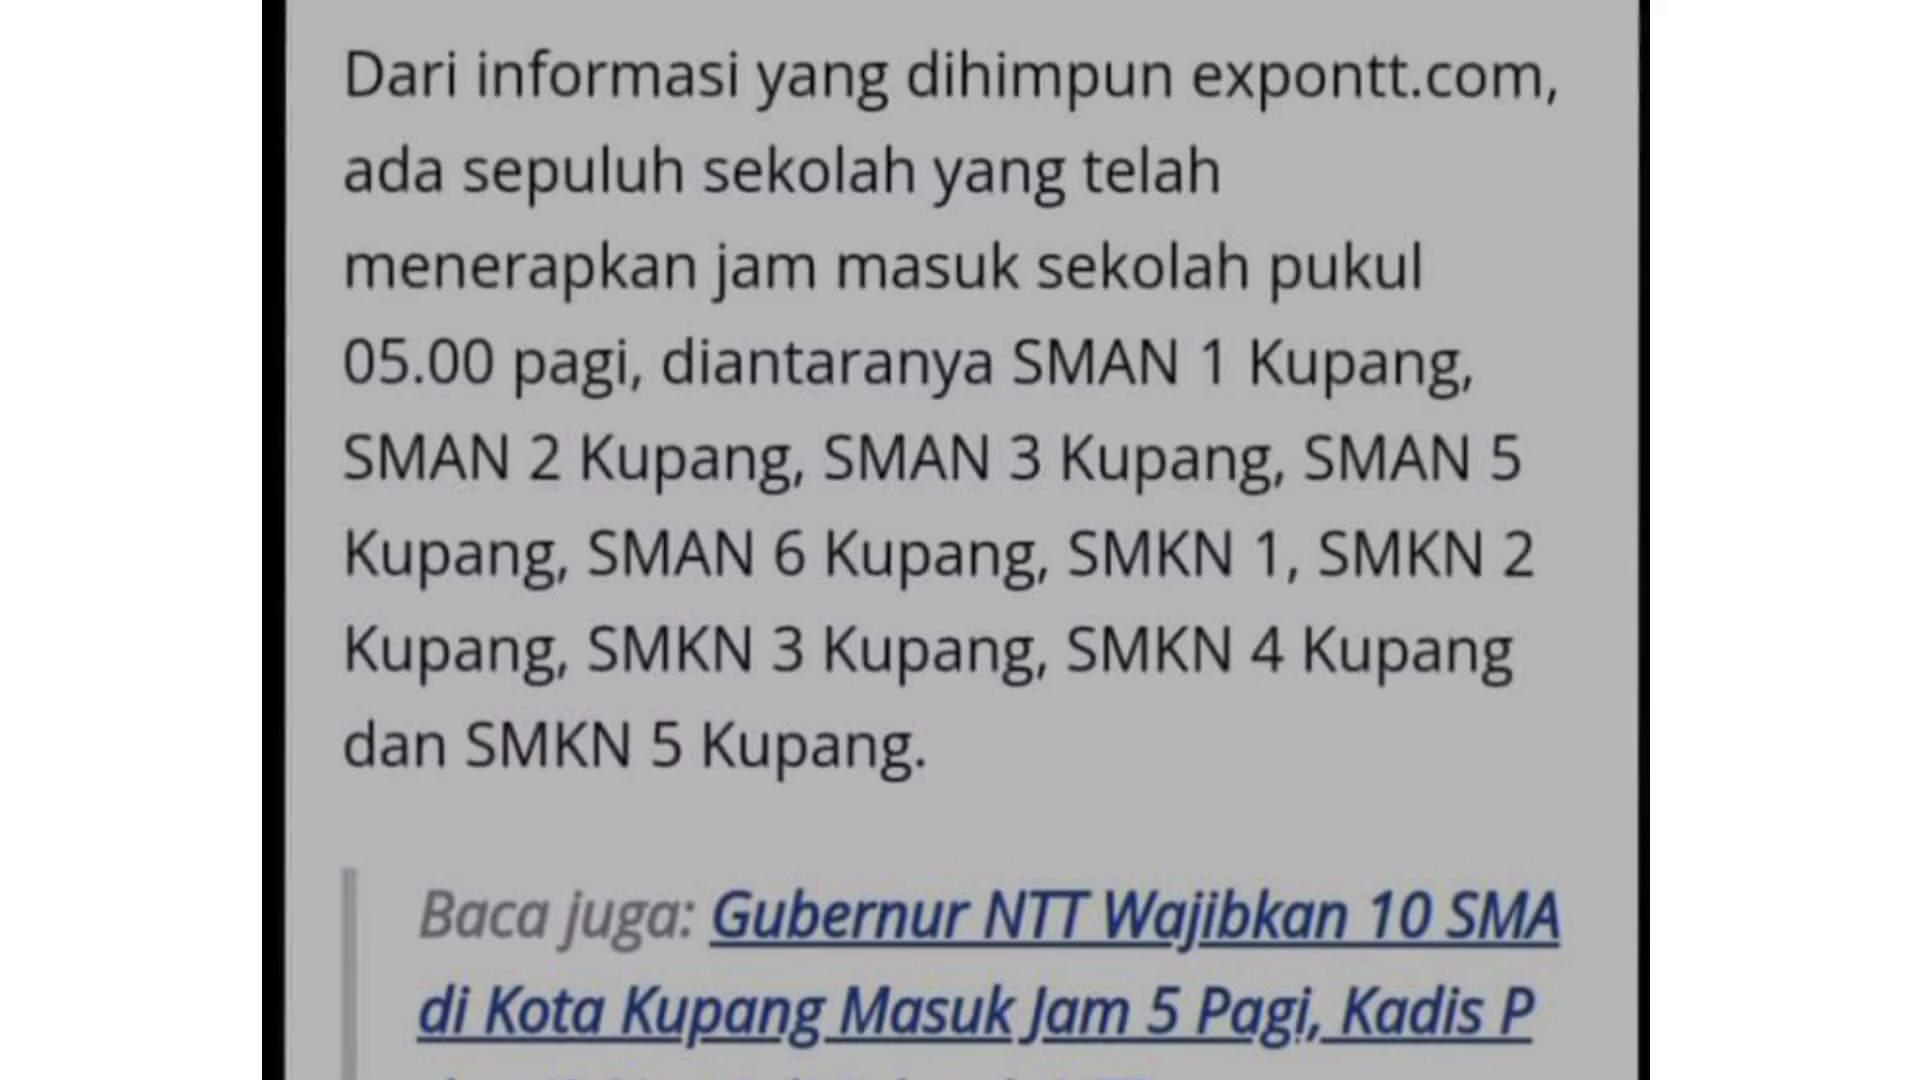 Dari informasi yang dihimpun expontt.com,
ada sepuluh sekolah yang telah
menerapkan jam masuk sekolah pukul
05.00 pagi, diantaranya SMAN 1 Kupang,
SMAN 2 Kupang, SMAN 3 Kupang, SMAN 5
Kupang, SMAN 6 Kupang, SMKN 1, SMKN 2
Kupang, SMKN 3 Kupang, SMKN 4 Kupang
dan SMKN 5 Kupang.
Baca juga: Gubernur NTT Wajibkan 10 SMA
di Kota Kupang Masuk Jam 5 Pagi, Kadis P